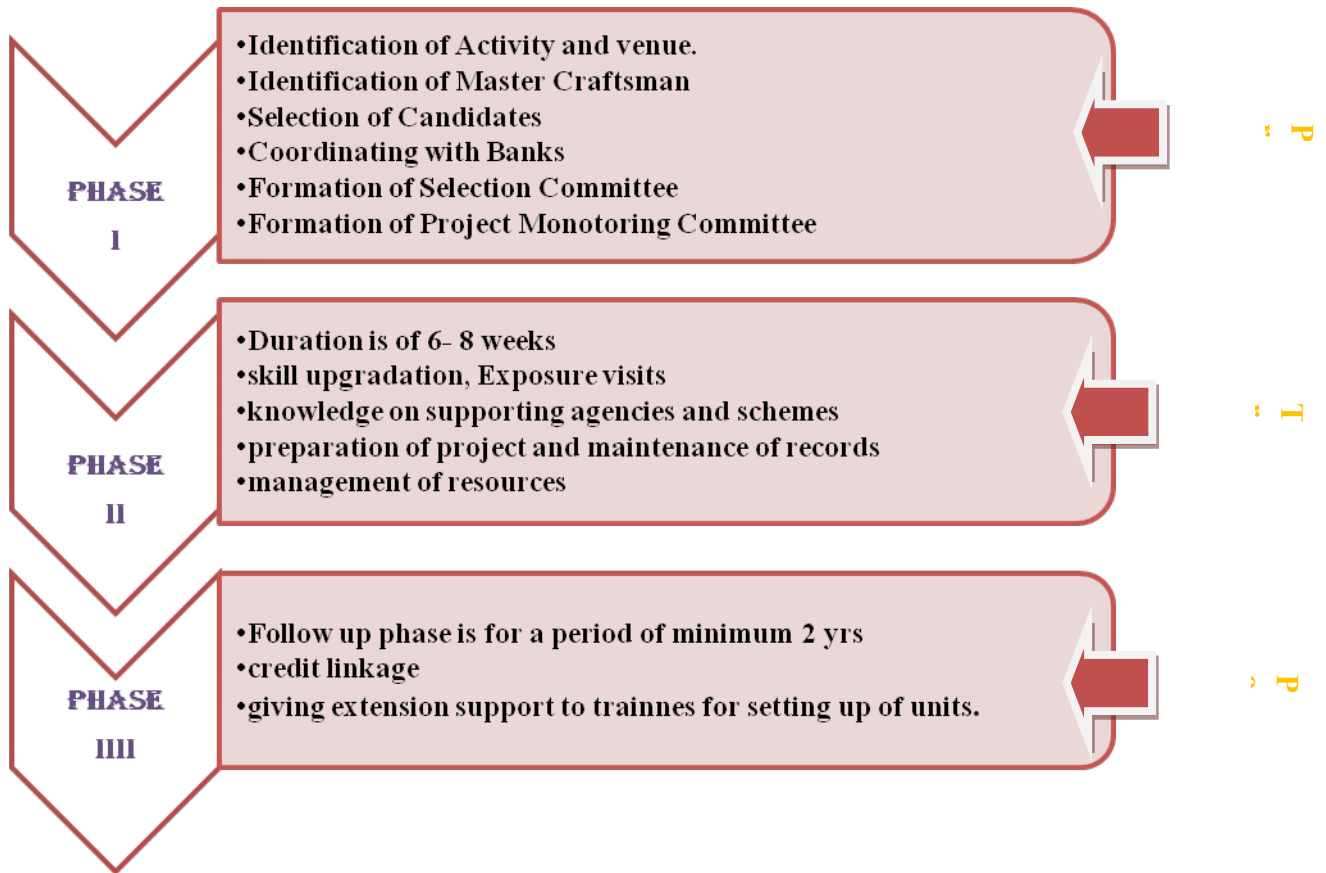 PHASE
I
•Identification of Activity and venue.
•Identification of Master Craftsman
•Selection of Candidates
•Coordinating with Banks
•Formation of Selection Committee
•Formation of Project Monotoring Committee
P
PHASE
II
•Duration is of 6- 8 weeks
•skill upgradation, Exposure visits
•knowledge on supporting agencies and schemes
•preparation of project and maintenance of records
•management of resources
T
PHASE
IIII
•Follow up phase is for a period of minimum 2 yrs
•credit linkage
•giving extension support to trainnes for setting up of units.
P